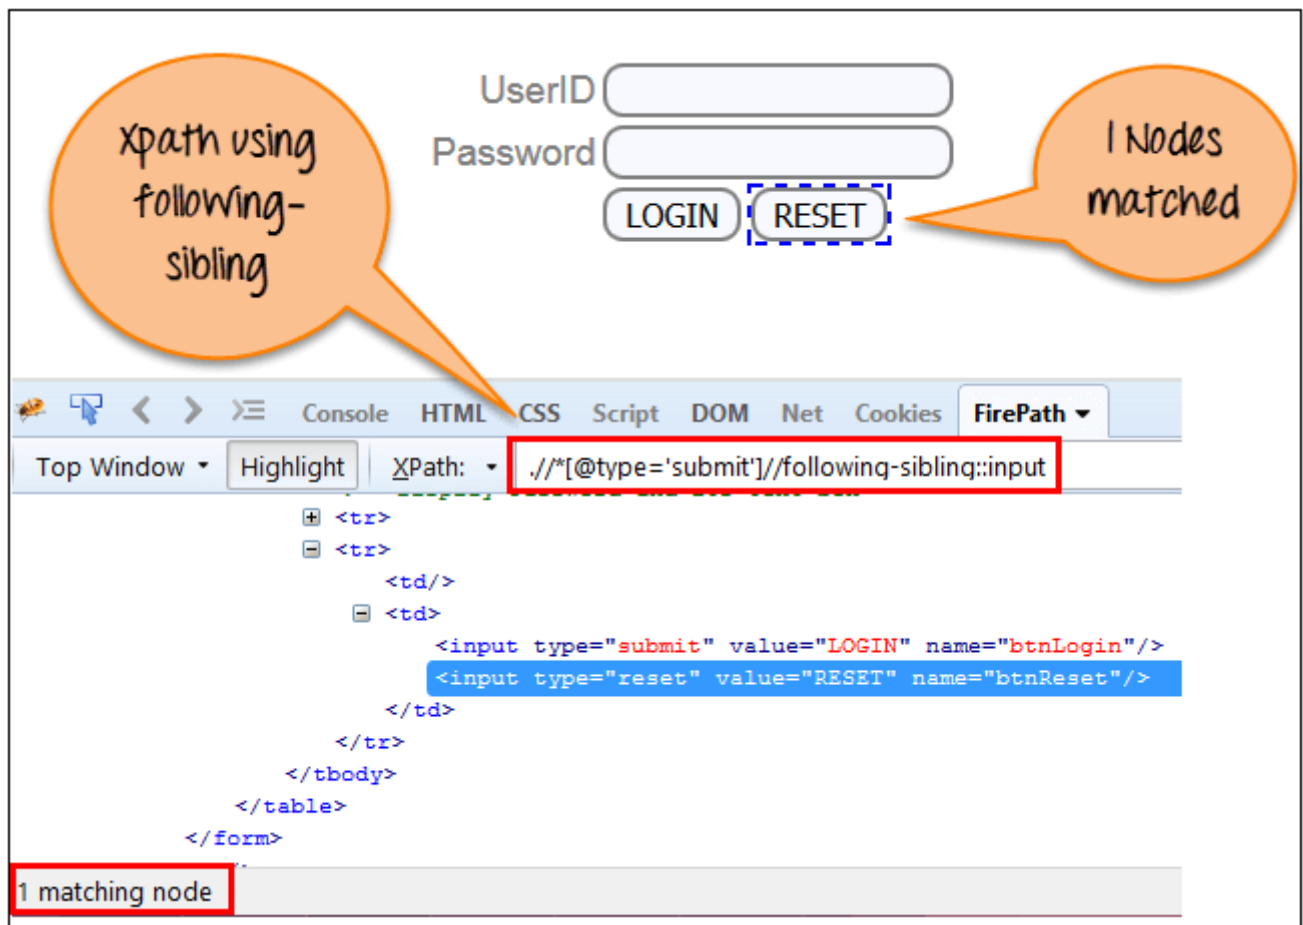 Xpath using
following-
sibling
UserID
Password
LOGIN RESET
1 Nodes
matched
Console HTML CSS Script DOM Net Cookies FirePath
Top Window Highlight XPath: .//*[@type='submit']//following-sibling::input
<tr>
<tr>
<td/>
<td>
<input type="submit" value="LOGIN" name="btnLogin"/>
<input type="reset" value="RESET" name="btnReset"/>
</td>
</tr>
</tbody>
</table>
</form>
1 matching node